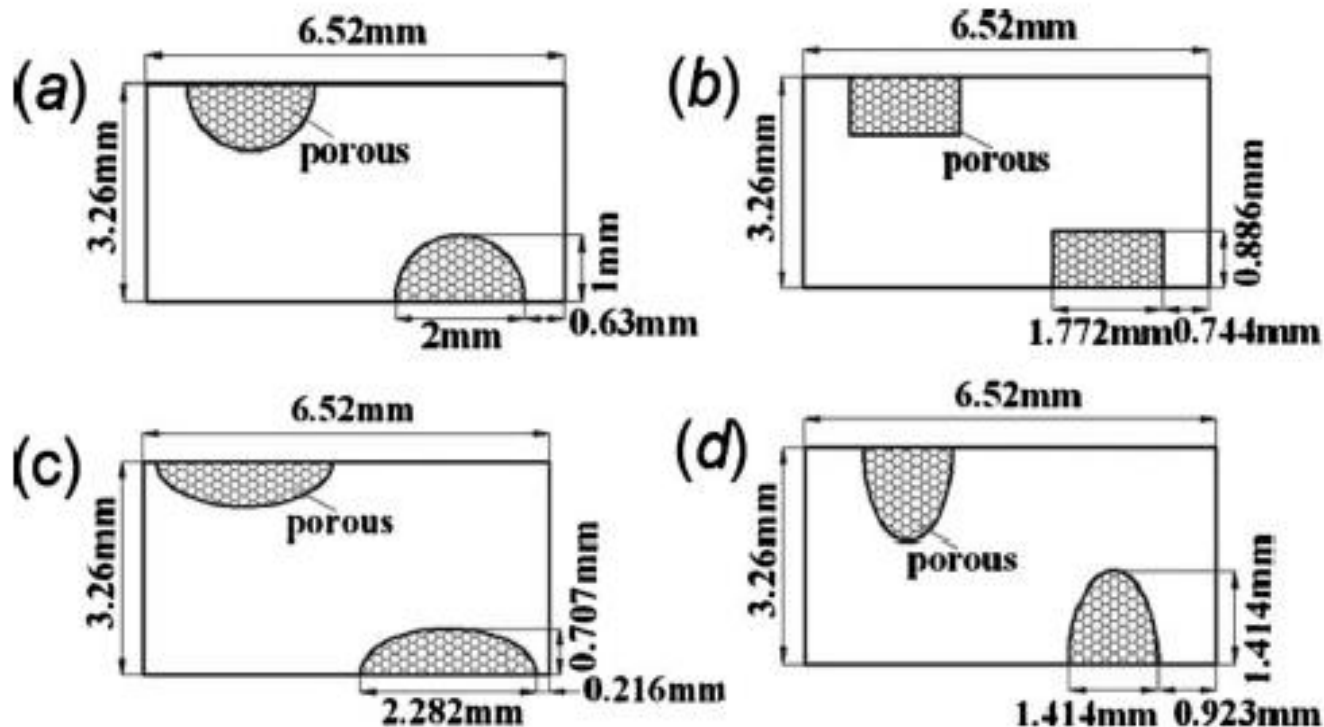 (a)
6.52mm
3.26mm
porous
1mm
2mm
0.63mm
(b)
6.52mm
3.26mm
porous
0.886mm
1.772mm
0.744mm
(c)
6.52mm
3.26mm
porous
0.707mm
0.216mm
2.282mm
(d)
6.52mm
3.26mm
porous
1.414mm
1.414mm
0.923mm